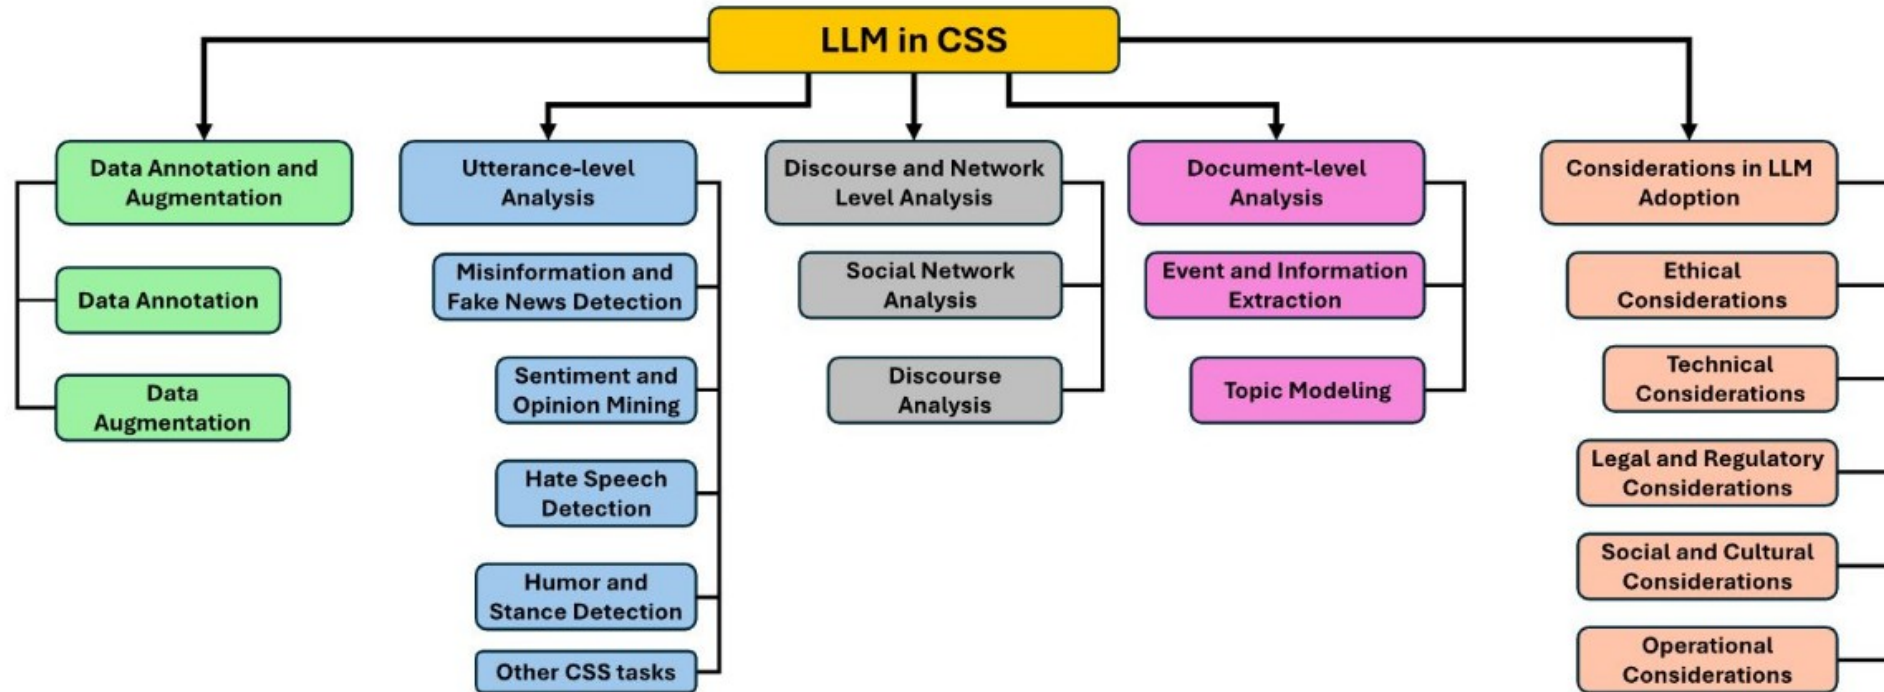 LLM in CSS
Data Annotation and
Augmentation
Data Annotation
Data
Augmentation
Utterance-level
Analysis
Misinformation and
Fake News Detection
Sentiment and
Opinion Mining
Hate Speech
Detection
Humor and
Stance Detection
Other CSS tasks
Discourse and Network
Level Analysis
Social Network
Analysis
Discourse
Analysis
Document-level
Analysis
Event and Information
Extraction
Topic Modeling
Considerations in LLM
Adoption
Ethical
Considerations
Technical
Considerations
Legal and Regulatory
Considerations
Social and Cultural
Considerations
Operational
Considerations